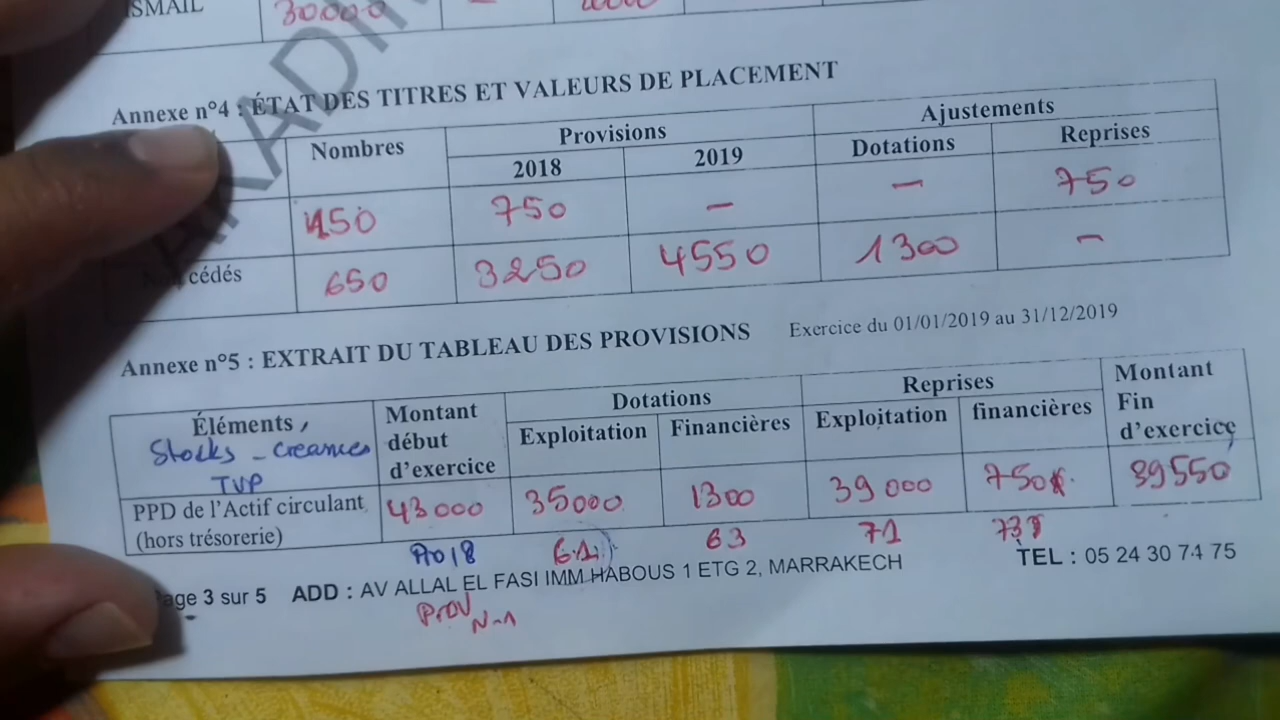 ISMAIL 30000
Annexe n°4 : ÉTAT DES TITRES ET VALEURS DE PLACEMENT
Nombres Provisions Ajustements
2018 2019 Dotations Reprises
150 750 – – 750
cédés 650 3250 4550 1300 –
Annexe n°5 : EXTRAIT DU TABLEAU DES PROVISIONS Exercice du 01/01/2019 au 31/12/2019
Éléments, Montant début d'exercice Dotations Reprises Montant Fin d'exercice
Stocks - Creances Exploitation Financières Exploitation financières
TVP
PPD de l'Actif circulant 43000 35000 1300 39000 750 39550
(hors trésorerie)
61 63 71 73
age 3 sur 5 ADD : AV ALLAL EL FASI IMM HABOUS 1 ETG 2, MARRAKECH TEL : 05 24 30 74 75
Prov N-1